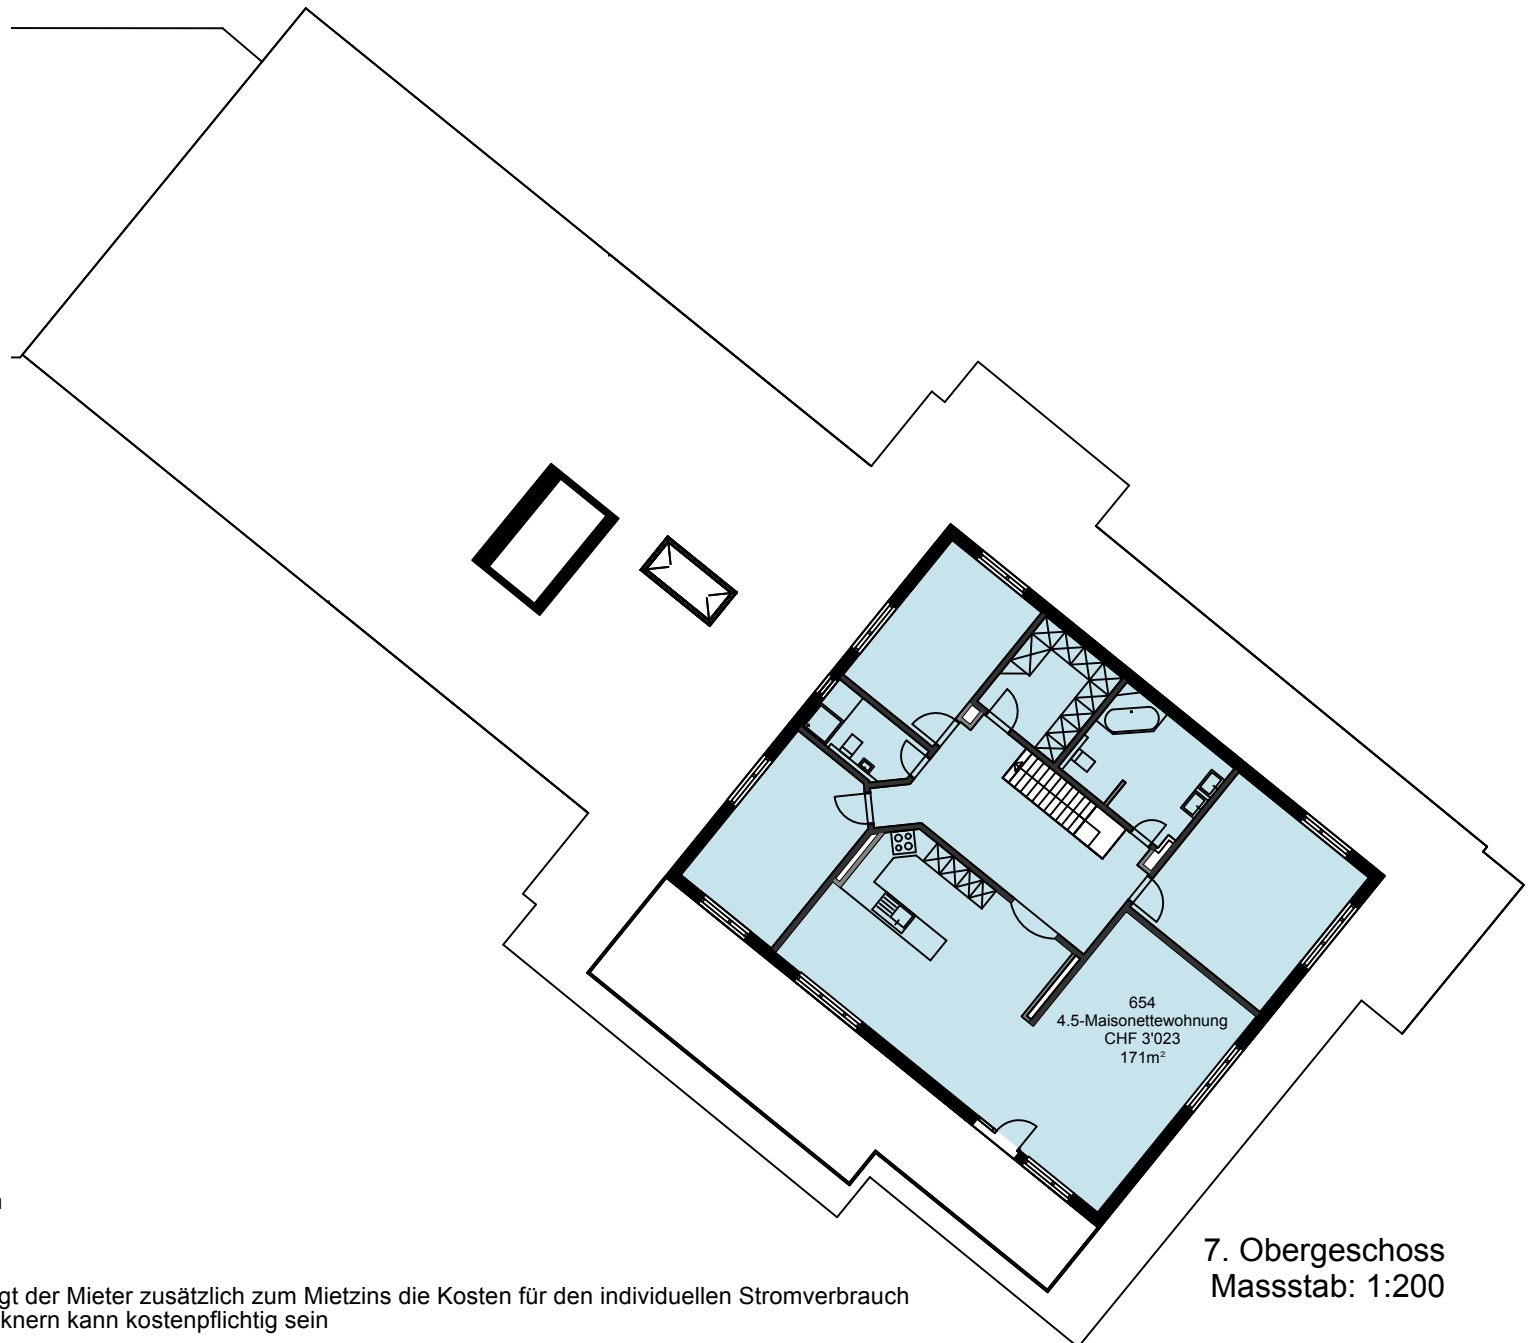 654
4.5-Maisonettewohnung
CHF 3'023
171m²
7. Obergeschoss
Massstab: 1:200
gt der Mieter zusätzlich zum Mietzins die Kosten für den individuellen Stromverbrauch
knern kann kostenpflichtig sein